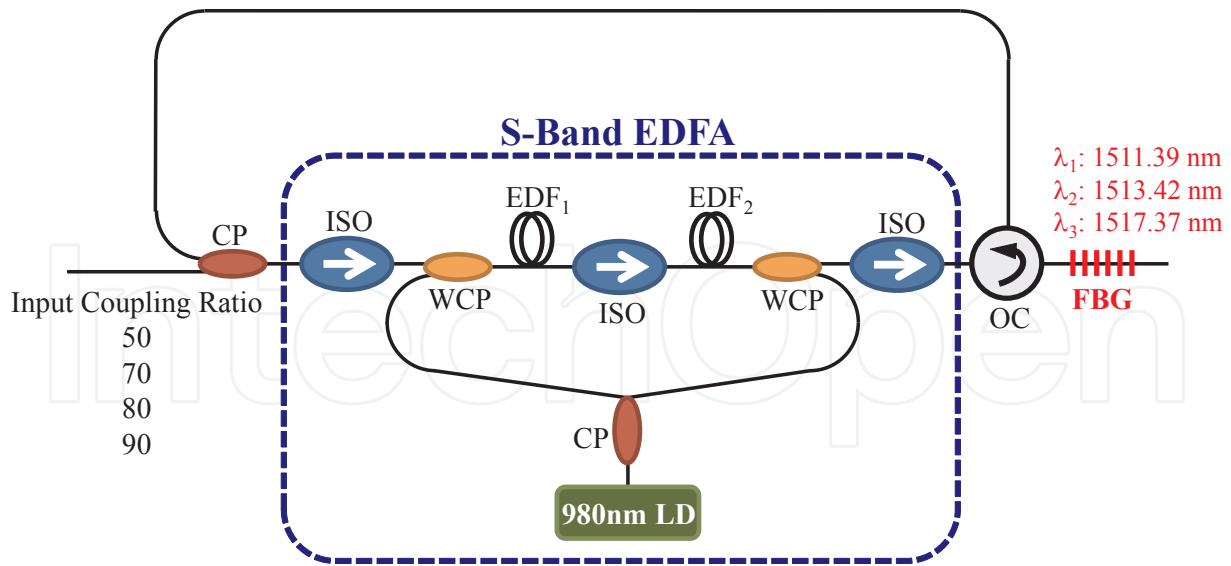 S-Band EDFA
λ₁: 1511.39 nm
λ₂: 1513.42 nm
λ₃: 1517.37 nm
EDF₁
EDF₂
ISO
ISO
CP
WCP
ISO
WCP
OC
FBG
Input Coupling Ratio
50
70
80
90
CP
980nm LD
IntechOpen